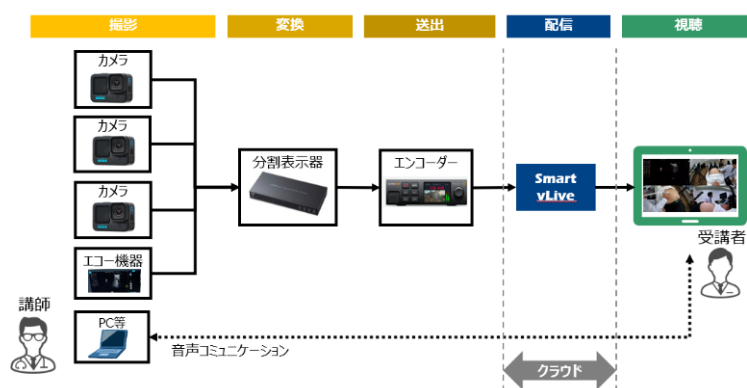 撮影
変換
送出
配信
視聴
カメラ
カメラ
カメラ
エコー機器
PC等
講師
分割表示器
エンコーダー
Smart
vLive
受講者
音声コミュニケーション
クラウド